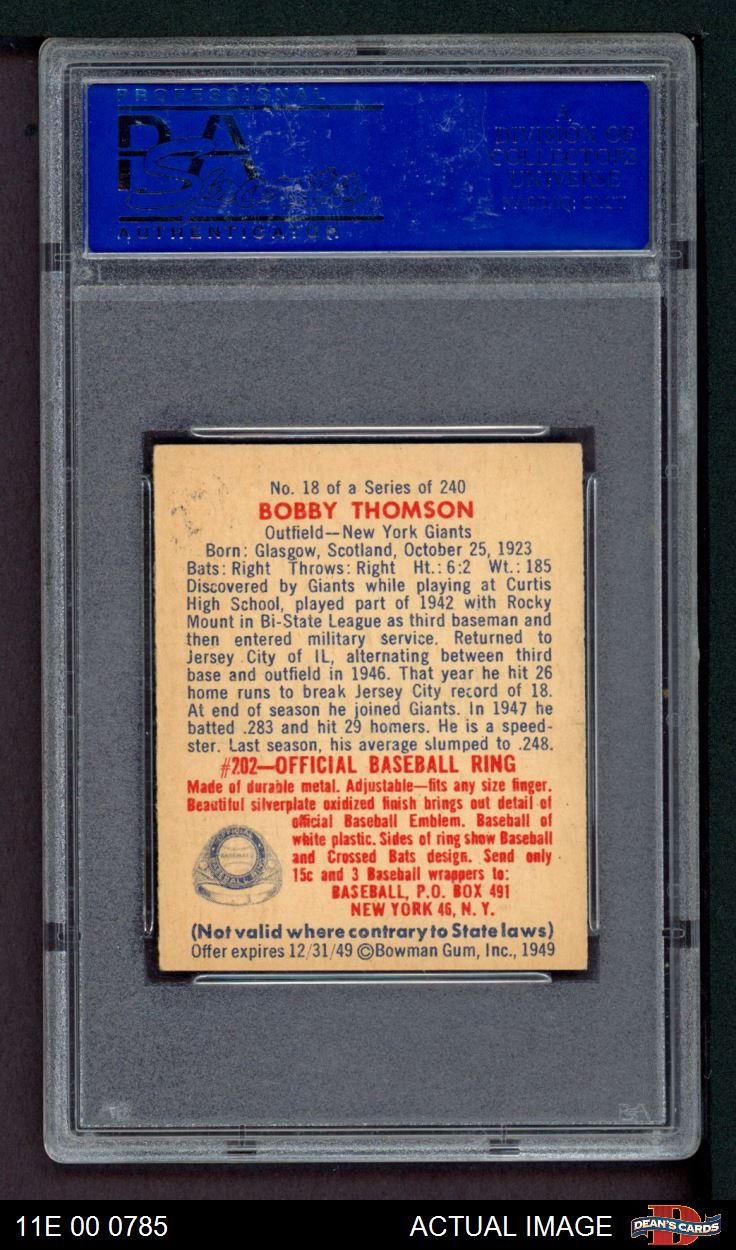 PROFESSIONAL
PSA
AUTHENTICATOR
A
DIVISION OF
COLLECTORS
UNIVERSE
NASDAQ: CLCT
No. 18 of a Series of 240
BOBBY THOMSON
Outfield—New York Giants
Born: Glasgow, Scotland, October 25, 1923
Bats: Right Throws: Right Ht.: 6:2 Wt.: 185
Discovered by Giants while playing at Curtis
High School, played part of 1942 with Rocky
Mount in Bi-State League as third baseman and
then entered military service. Returned to
Jersey City of IL, alternating between third
base and outfield in 1946. That year he hit 26
home runs to break Jersey City record of 18.
At end of season he joined Giants. In 1947 he
batted .283 and hit 29 homers. He is a speed-
ster. Last season, his average slumped to .248.
#202—OFFICIAL BASEBALL RING
Made of durable metal. Adjustable—fits any size finger.
Beautiful silverplate oxidized finish brings out detail of
official Baseball Emblem. Baseball of
white plastic. Sides of ring show Baseball
and Crossed Bats design. Send only
15c and 3 Baseball wrappers to:
BASEBALL, P.O. BOX 491
NEW YORK 46, N. Y.
OFFICIAL
BASEBALL RING
(Not valid where contrary to State laws)
Offer expires 12/31/49 ©Bowman Gum, Inc., 1949
PSA
11E 00 0785
ACTUAL IMAGE
DEAN'S CARDS